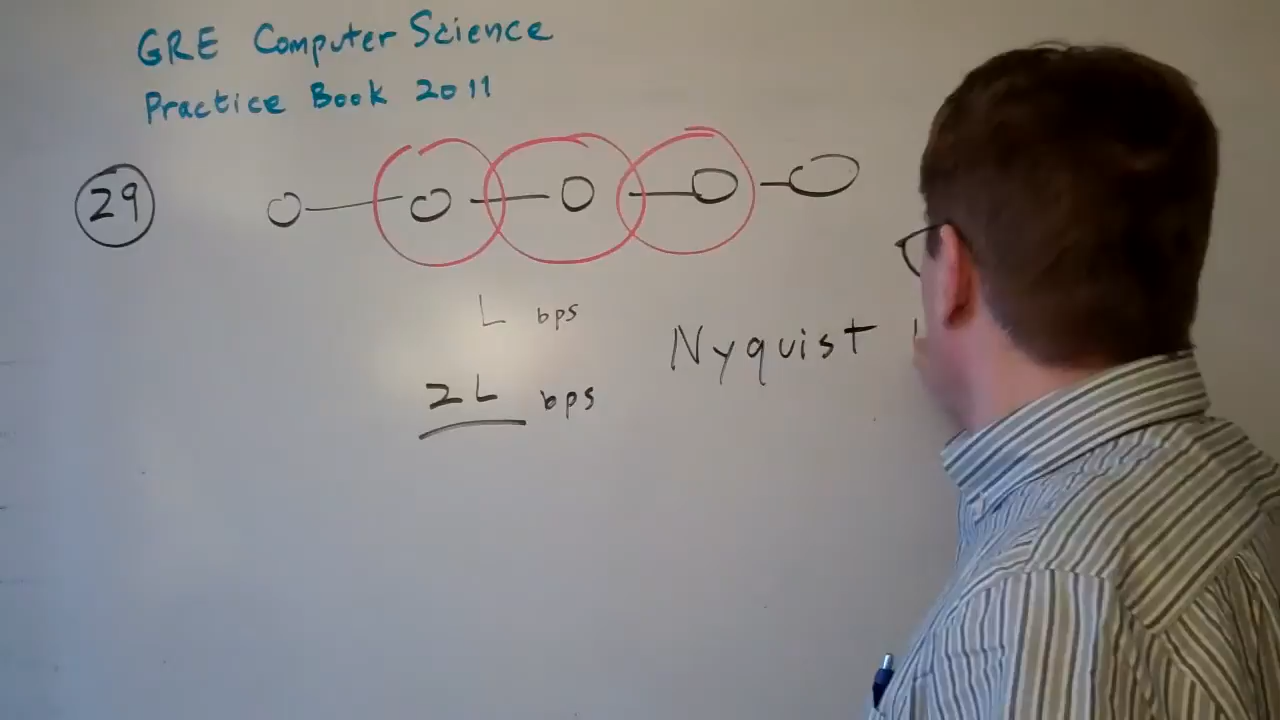 GRE Computer Science
Practice Book 2011
29
L bps
2L bps
Nyquist